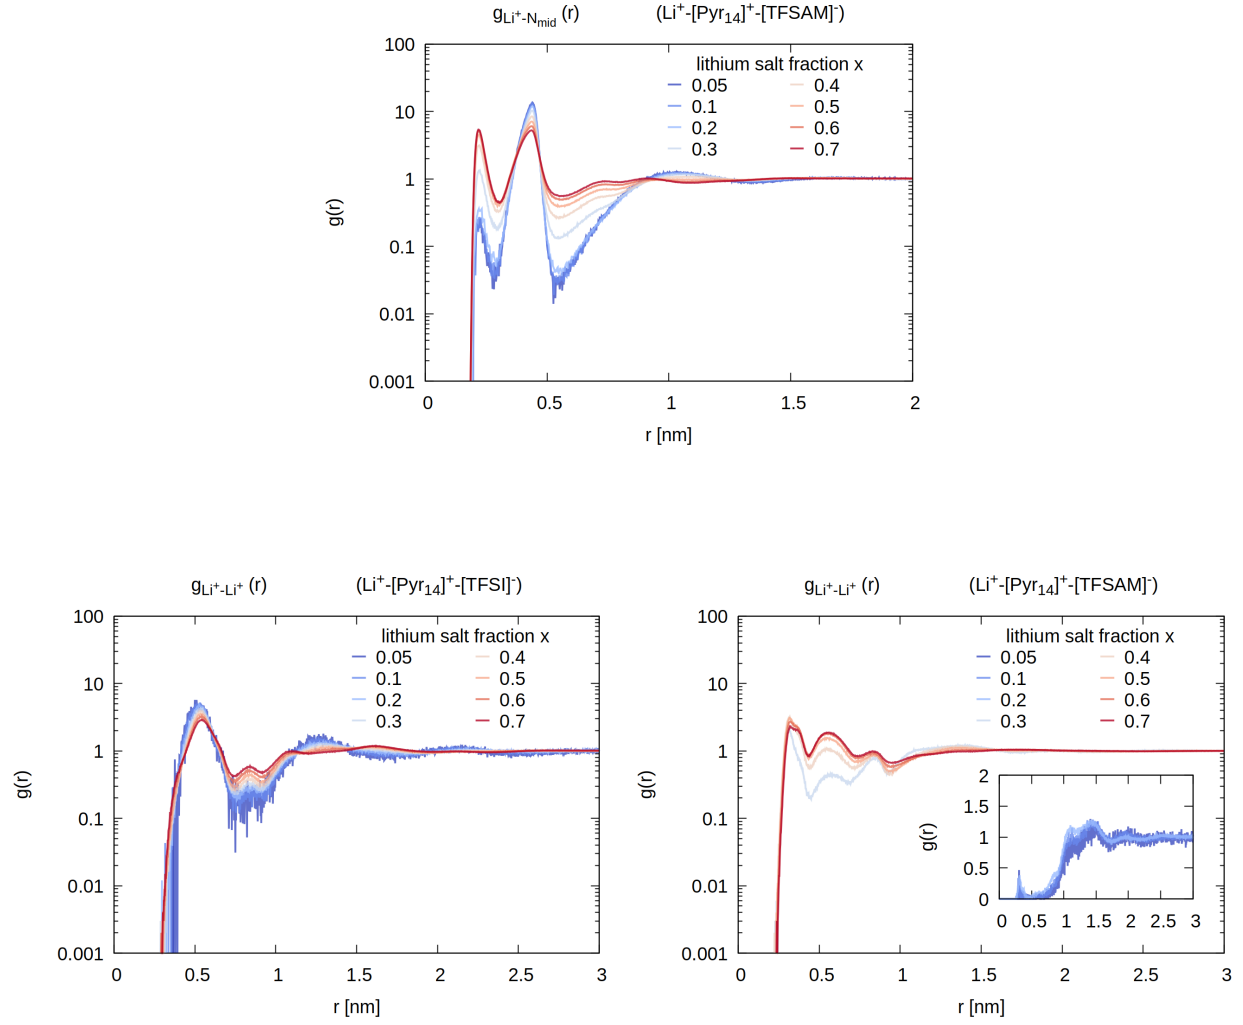 g_Li⁺-N_mid (r) (Li⁺-[Pyr₁₄]⁺-[TFSAM]⁻)
lithium salt fraction x
0.05 0.4
0.1 0.5
0.2 0.6
0.3 0.7
100
10
1
0.1
0.01
0.001
g(r)
0 0.5 1 1.5 2
r [nm]
g_Li⁺-Li⁺ (r) (Li⁺-[Pyr₁₄]⁺-[TFSI]⁻)
lithium salt fraction x
0.05 0.4
0.1 0.5
0.2 0.6
0.3 0.7
100
10
1
0.1
0.01
0.001
g(r)
0 0.5 1 1.5 2 2.5 3
r [nm]
g_Li⁺-Li⁺ (r) (Li⁺-[Pyr₁₄]⁺-[TFSAM]⁻)
lithium salt fraction x
0.05 0.4
0.1 0.5
0.2 0.6
0.3 0.7
100
10
1
0.1
0.01
0.001
g(r)
2
1.5
1
0.5
0
g(r)
0 0.5 1 1.5 2 2.5 3
0 0.5 1 1.5 2 2.5 3
r [nm]